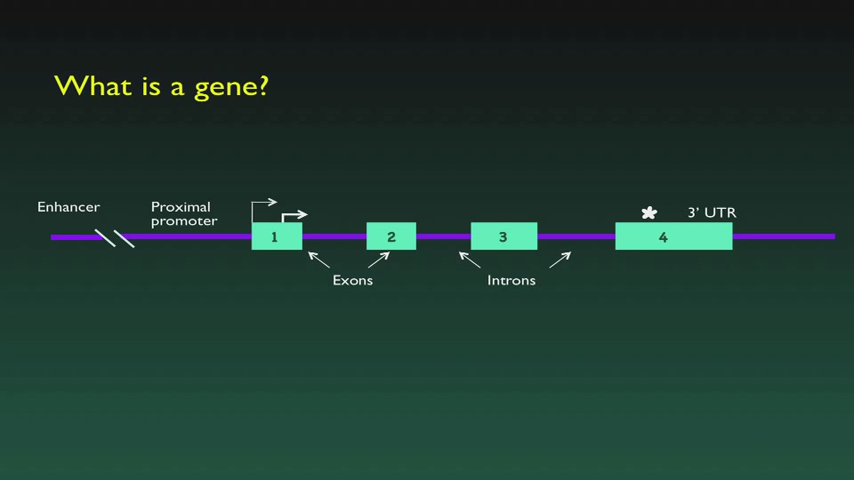 What is a gene?
Enhancer
Proximal
promoter
3' UTR
1
2
3
4
Exons
Introns